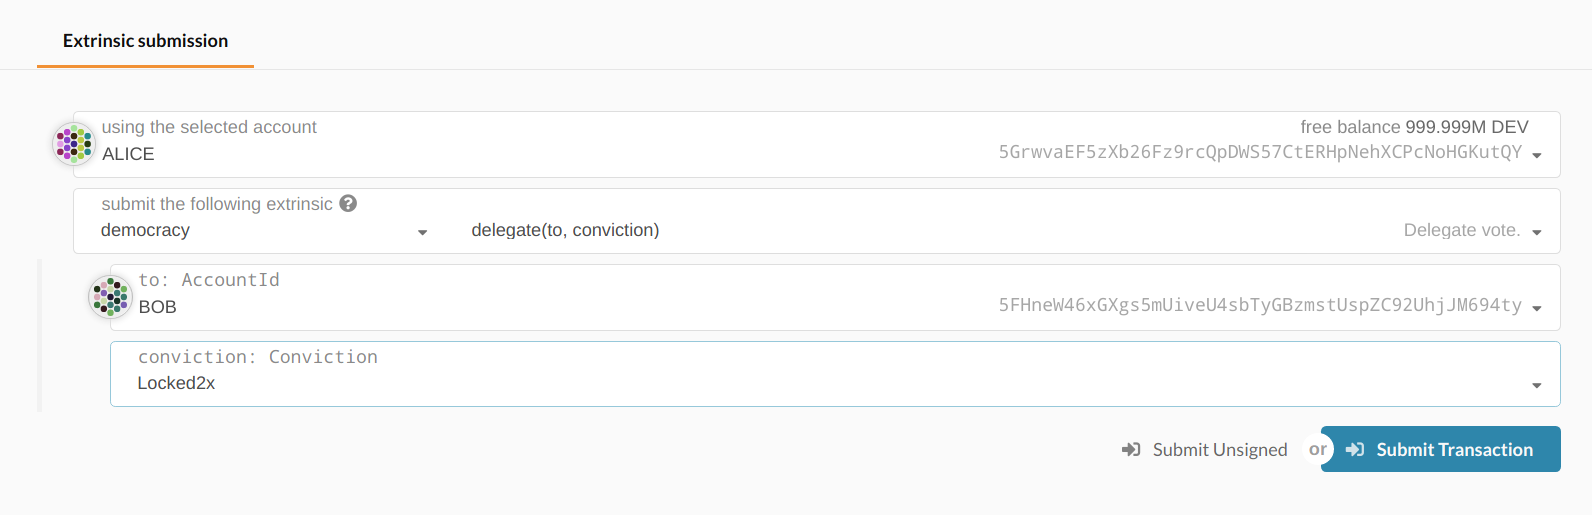 Extrinsic submission
using the selected account
free balance 999.999M DEV
ALICE
5GrwvaEF5zXb26Fz9rcQpDWS57CtERHpNehXCPcNoHGKutQY
submit the following extrinsic
democracy
delegate(to, conviction)
Delegate vote.
to: AccountId
BOB
5FHneW46xGXgs5mUiveU4sbTyGBzmstUspZC92UhjJM694ty
conviction: Conviction
Locked2x
Submit Unsigned
or
Submit Transaction